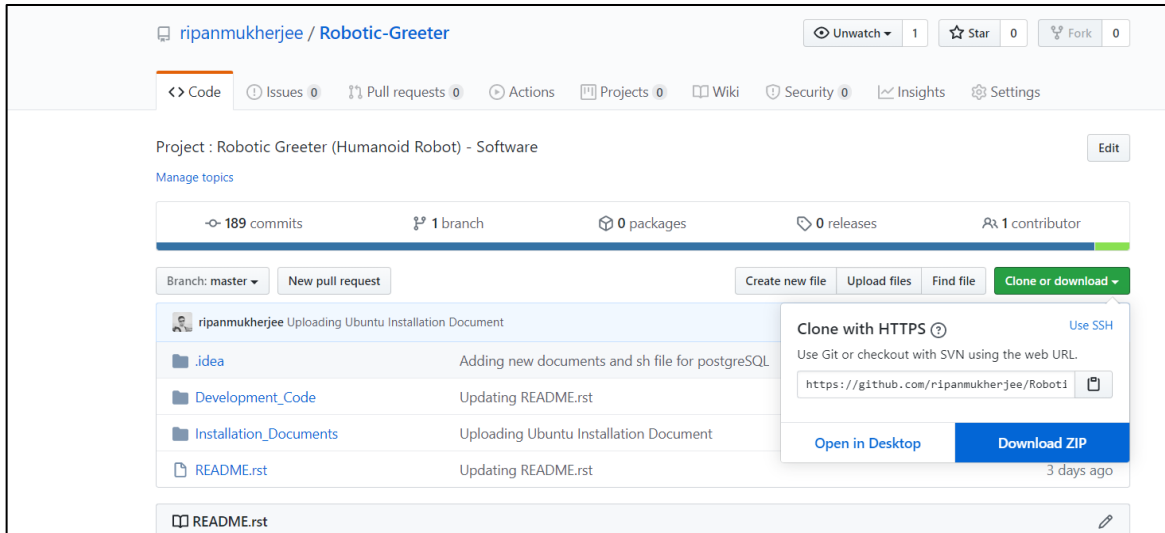 ripanmukherjee / Robotic-Greeter
Unwatch 1 Star 0 Fork 0
Code Issues 0 Pull requests 0 Actions Projects 0 Wiki Security 0 Insights Settings
Project : Robotic Greeter (Humanoid Robot) - Software Edit
Manage topics
189 commits 1 branch 0 packages 0 releases 1 contributor
Branch: master New pull request Create new file Upload files Find file Clone or download
ripanmukherjee Uploading Ubuntu Installation Document
Clone with HTTPS ? Use SSH
Use Git or checkout with SVN using the web URL.
https://github.com/ripanmukherjee/Roboti
Open in Desktop Download ZIP
.idea Adding new documents and sh file for postgreSQL
Development_Code Updating README.rst
Installation_Documents Uploading Ubuntu Installation Document
README.rst Updating README.rst 3 days ago
README.rst